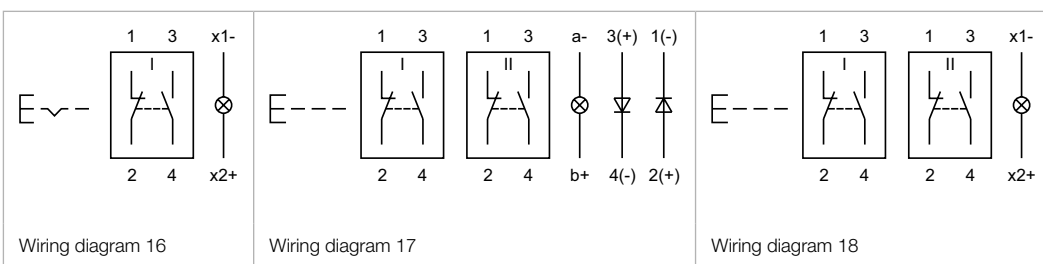 1 3 x1-
I
2 4 x2+
Wiring diagram 16
1 3 1 3 a- 3(+) 1(-)
I II
2 4 2 4 b+ 4(-) 2(+)
Wiring diagram 17
1 3 1 3 x1-
I II
2 4 2 4 x2+
Wiring diagram 18